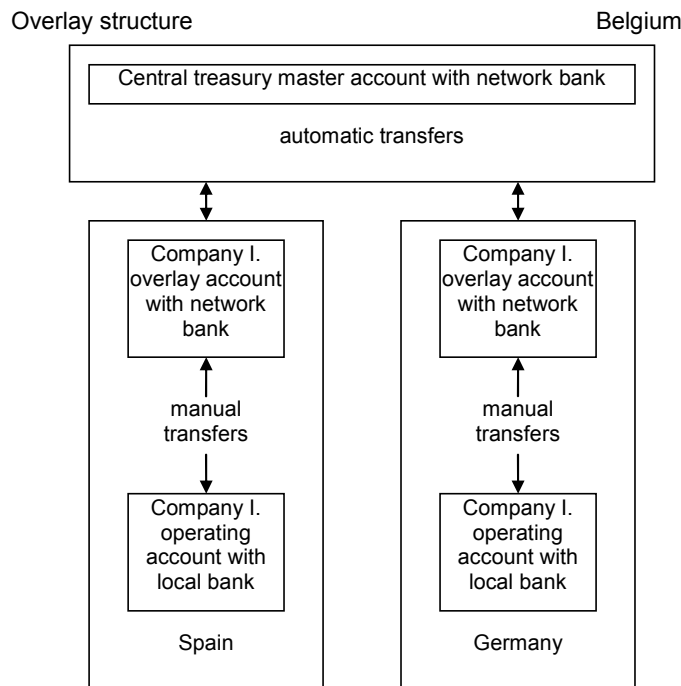 Overlay structure
Belgium
Central treasury master account with network bank
automatic transfers
Company I.
overlay account
with network
bank
manual
transfers
Company I.
operating
account with
local bank
Spain
Company I.
overlay account
with network
bank
manual
transfers
Company I.
operating
account with
local bank
Germany